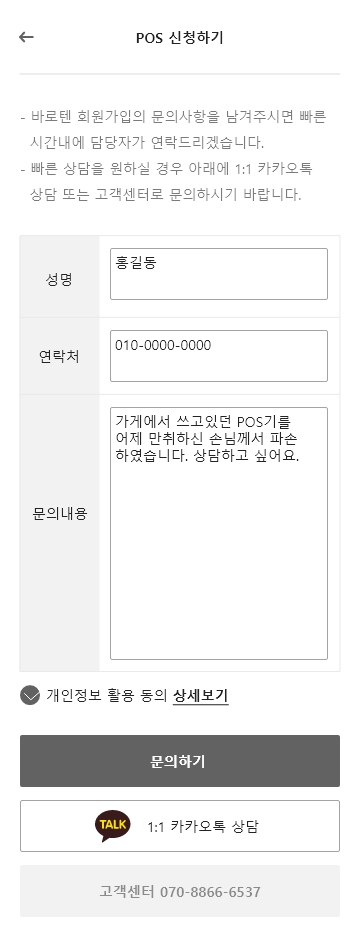 POS 신청하기
- 바로텐 회원가입의 문의사항을 남겨주시면 빠른
시간내에 담당자가 연락드리겠습니다.
- 빠른 상담을 원하실 경우 아래에 1:1 카카오톡
상담 또는 고객센터로 문의하시기 바랍니다.
성명
홍길동
연락처
010-0000-0000
문의내용
가게에서 쓰고있던 POS기를
어제 만취하신 손님께서 파손
하였습니다. 상담하고 싶어요.
개인정보 활용 동의 상세보기
문의하기
TALK 1:1 카카오톡 상담
고객센터 070-8866-6537